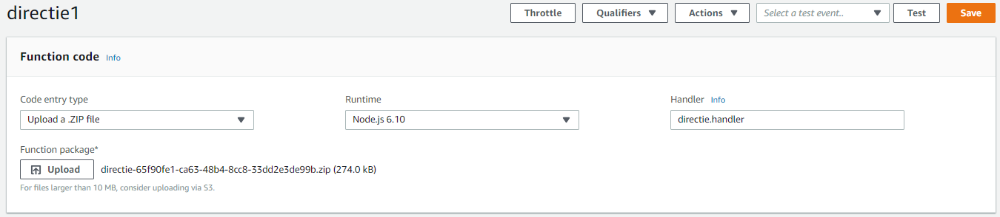 directie1
Throttle Qualifiers Actions Select a test event.. Test Save
Function code Info
Code entry type Runtime Handler Info
Upload a .ZIP file Node.js 6.10 directie.handler
Function package*
Upload directie-65f90fe1-ca63-48b4-8cc8-33dd2e3de99b.zip (274.0 kB)
For files larger than 10 MB, consider uploading via S3.